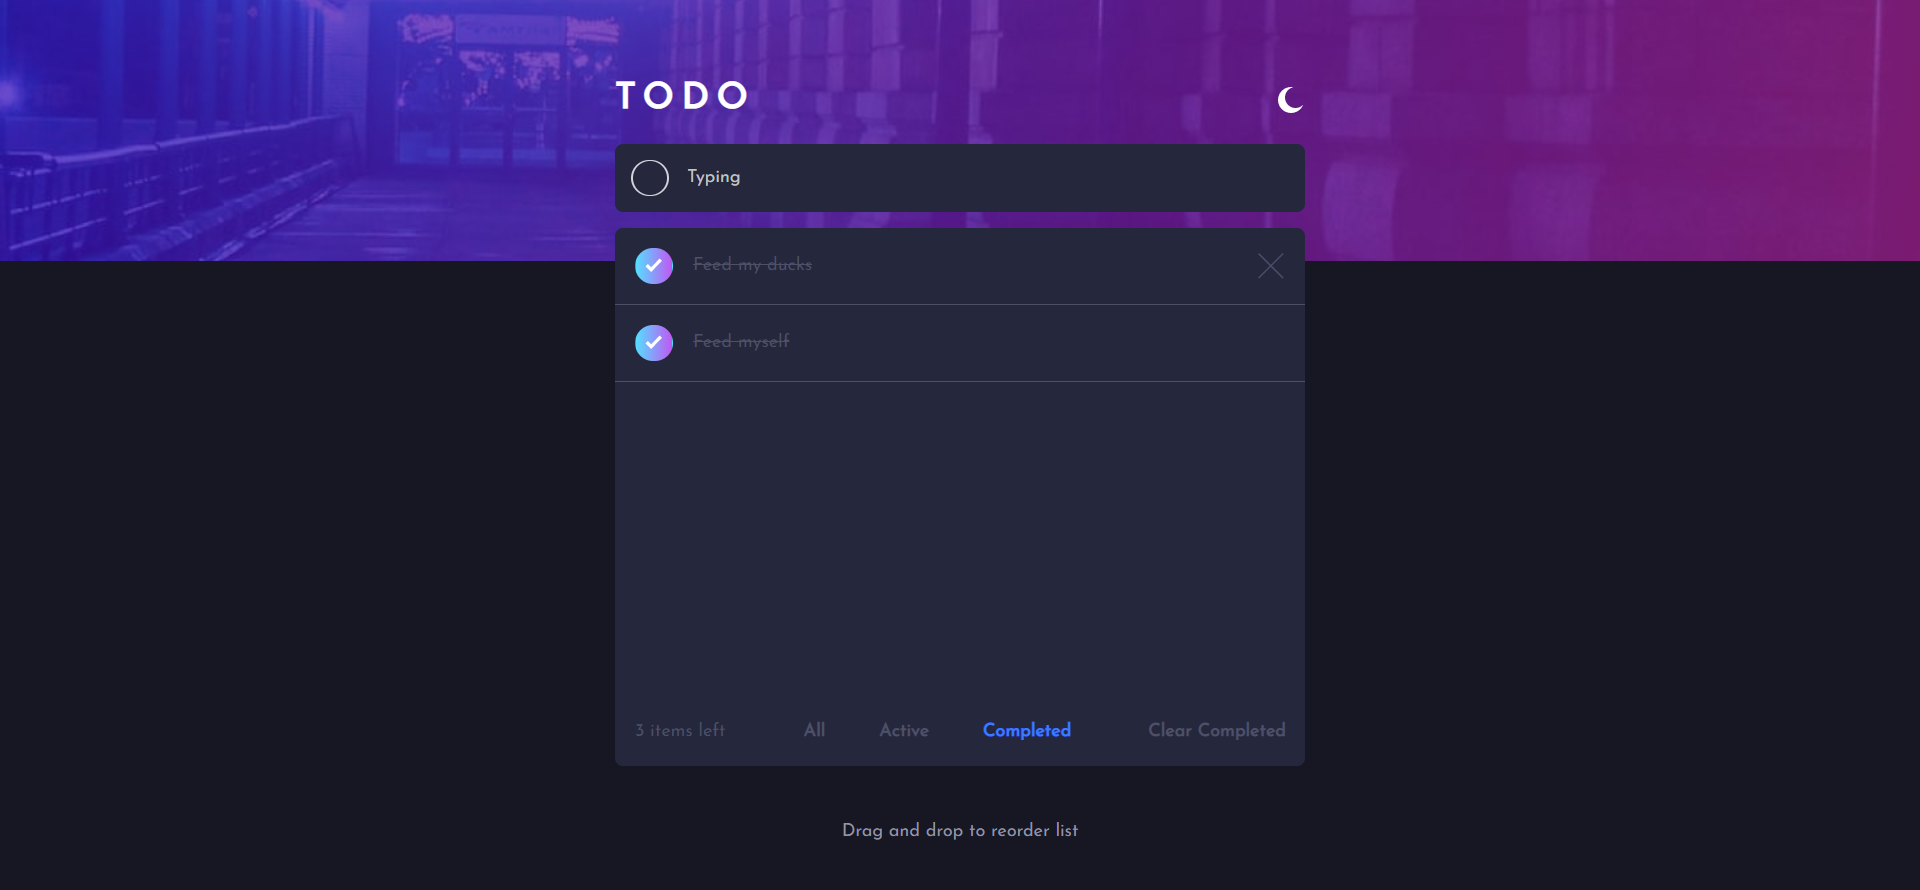 TODO
Typing
Feed my ducks
Feed myself
3 items left
All
Active
Completed
Clear Completed
Drag and drop to reorder list